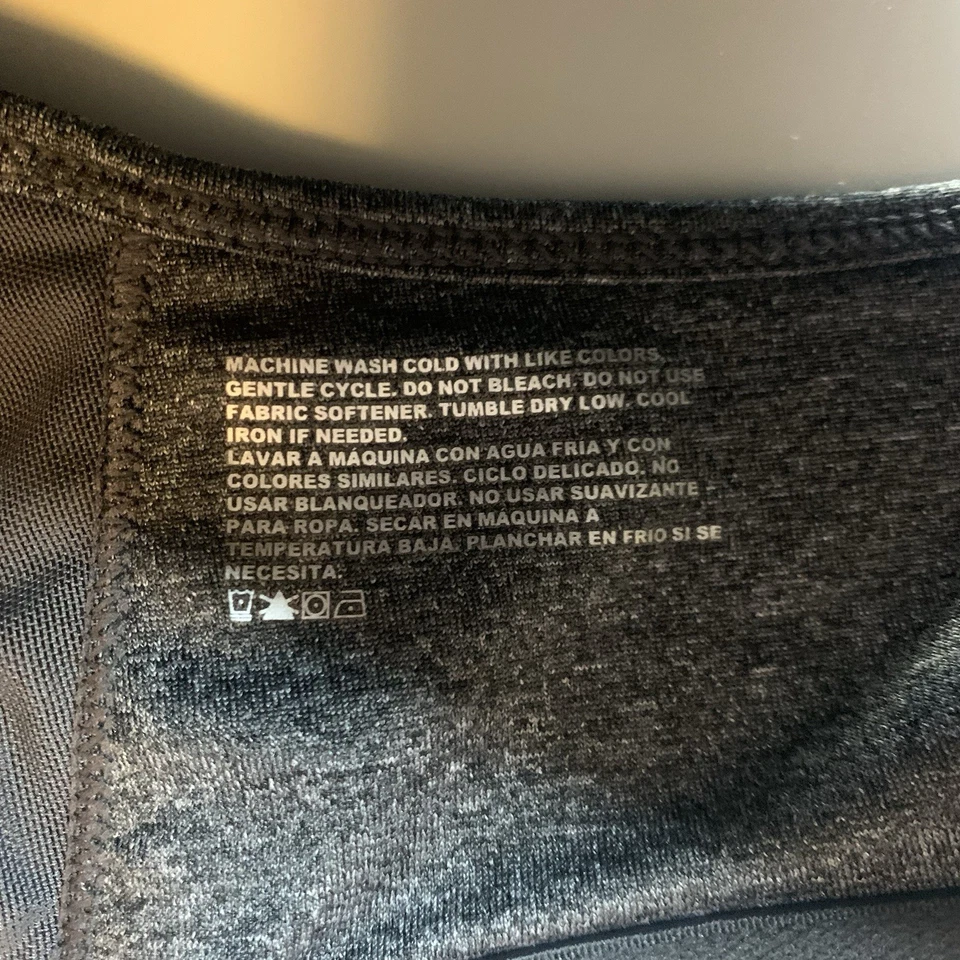 MACHINE WASH COLD WITH LIKE COLORS,
GENTLE CYCLE. DO NOT BLEACH. DO NOT USE
FABRIC SOFTENER. TUMBLE DRY LOW. COOL
IRON IF NEEDED.
LAVAR A MÁQUINA CON AGUA FRIA Y CON
COLORES SIMILARES. CICLO DELICADO. NO
USAR BLANQUEADOR. NO USAR SUAVIZANTE
PARA ROPA. SECAR EN MÁQUINA A
TEMPERATURA BAJA. PLANCHAR EN FRIO SI SE
NECESITA.